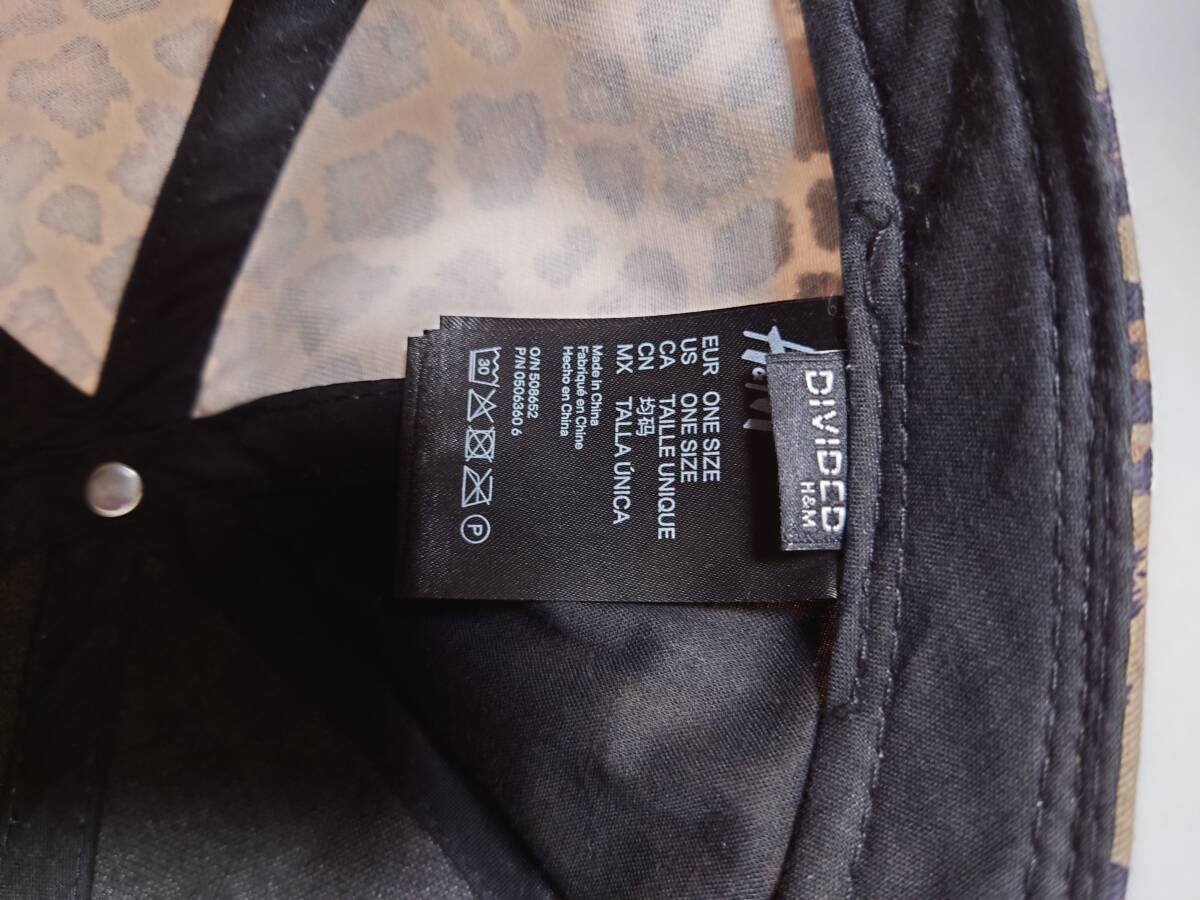 H&M
EUR ONE SIZE
US ONE SIZE
CA TAILLE UNIQUE
CN 均码
MX TALLA ÚNICA
Made in China
Fabriqué en Chine
Hecho en China
30
P
O/N 508652
P/N 0506360 6
DIVIDED
H&M